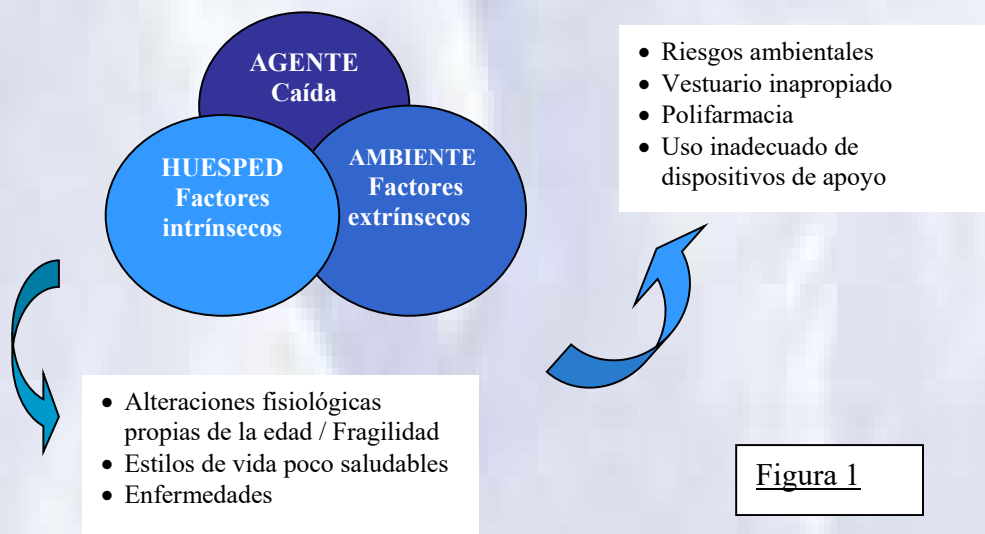 AGENTE
Caída
HUESPED
Factores
intrínsecos
AMBIENTE
Factores
extrínsecos
• Riesgos ambientales
• Vestuario inapropiado
• Polifarmacia
• Uso inadecuado de
dispositivos de apoyo
• Alteraciones fisiológicas
propias de la edad / Fragilidad
• Estilos de vida poco saludables
• Enfermedades
Figura 1